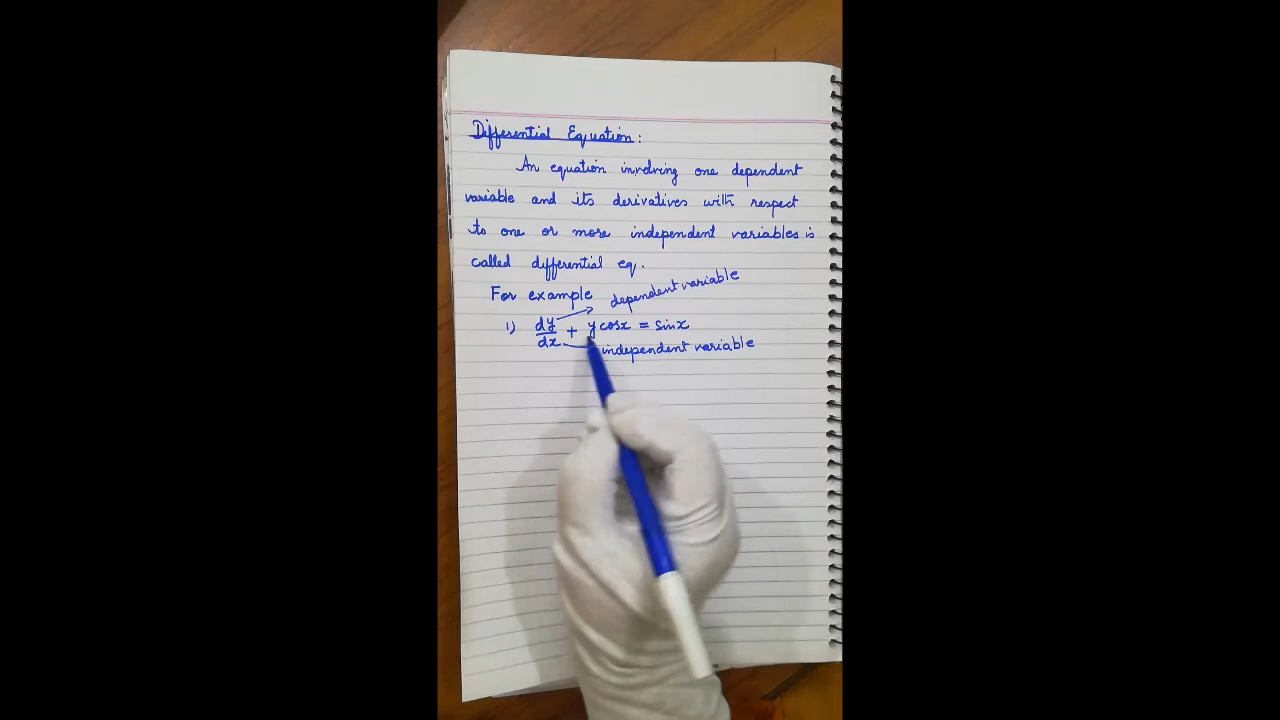 Differential Equation:
An equation involving one dependent
variable and its derivatives with respect
to one or more independent variables is
called differential eq.
For example
dependent variable
1) dy/dx + y cosx = sinx
independent variable